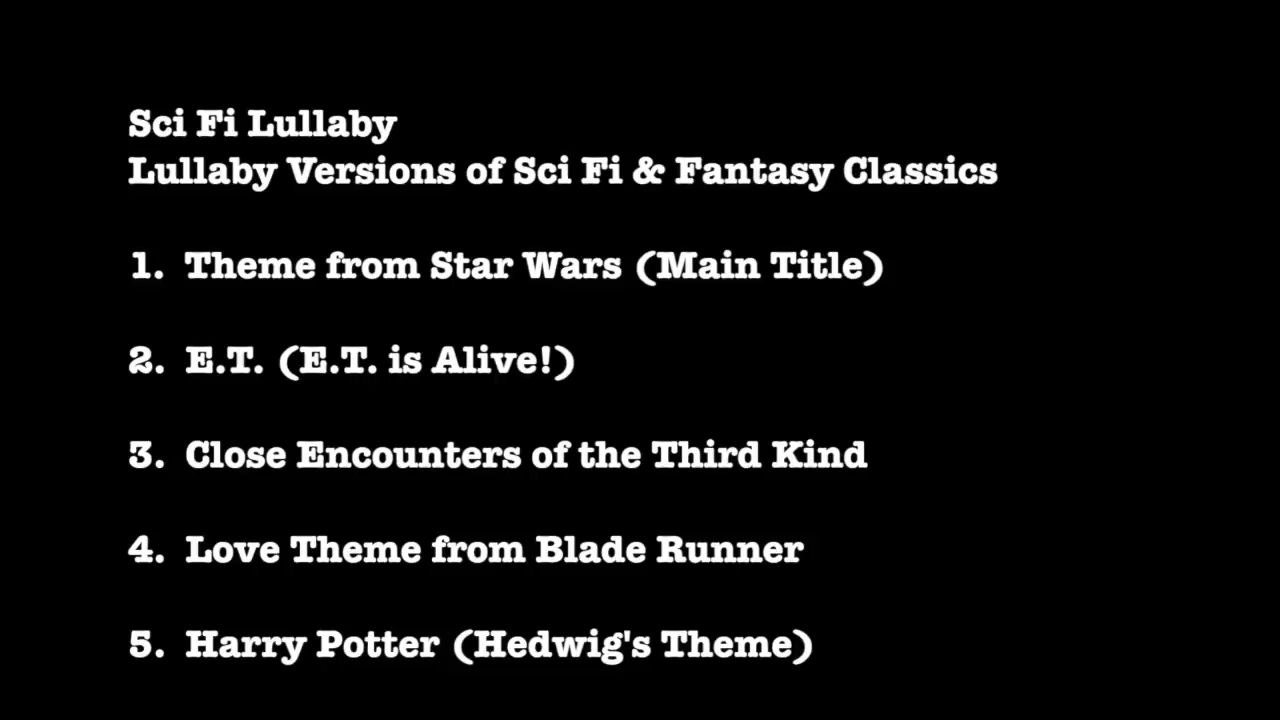 Sci Fi Lullaby
Lullaby Versions of Sci Fi & Fantasy Classics
1. Theme from Star Wars (Main Title)
2. E.T. (E.T. is Alive!)
3. Close Encounters of the Third Kind
4. Love Theme from Blade Runner
5. Harry Potter (Hedwig's Theme)